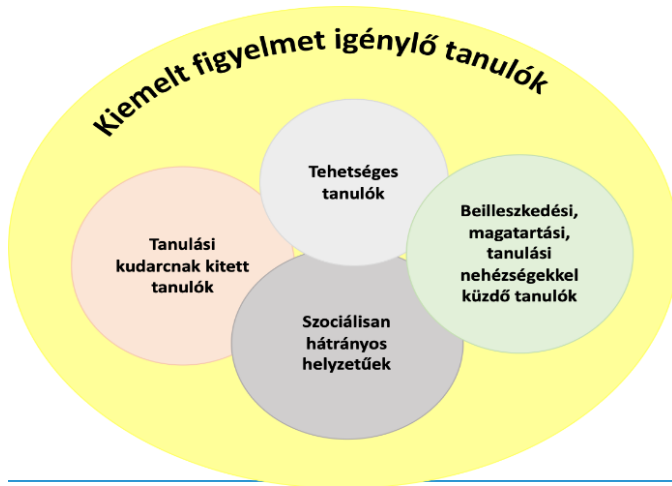 Kiemelt figyelmet igénylő tanulók
Tehetséges
tanulók
Tanulási
kudarcnak kitett
tanulók
Beilleszkedési,
magatartási,
tanulási
nehézségekkel
küzdő tanulók
Szociálisan
hátrányos
helyzetűek